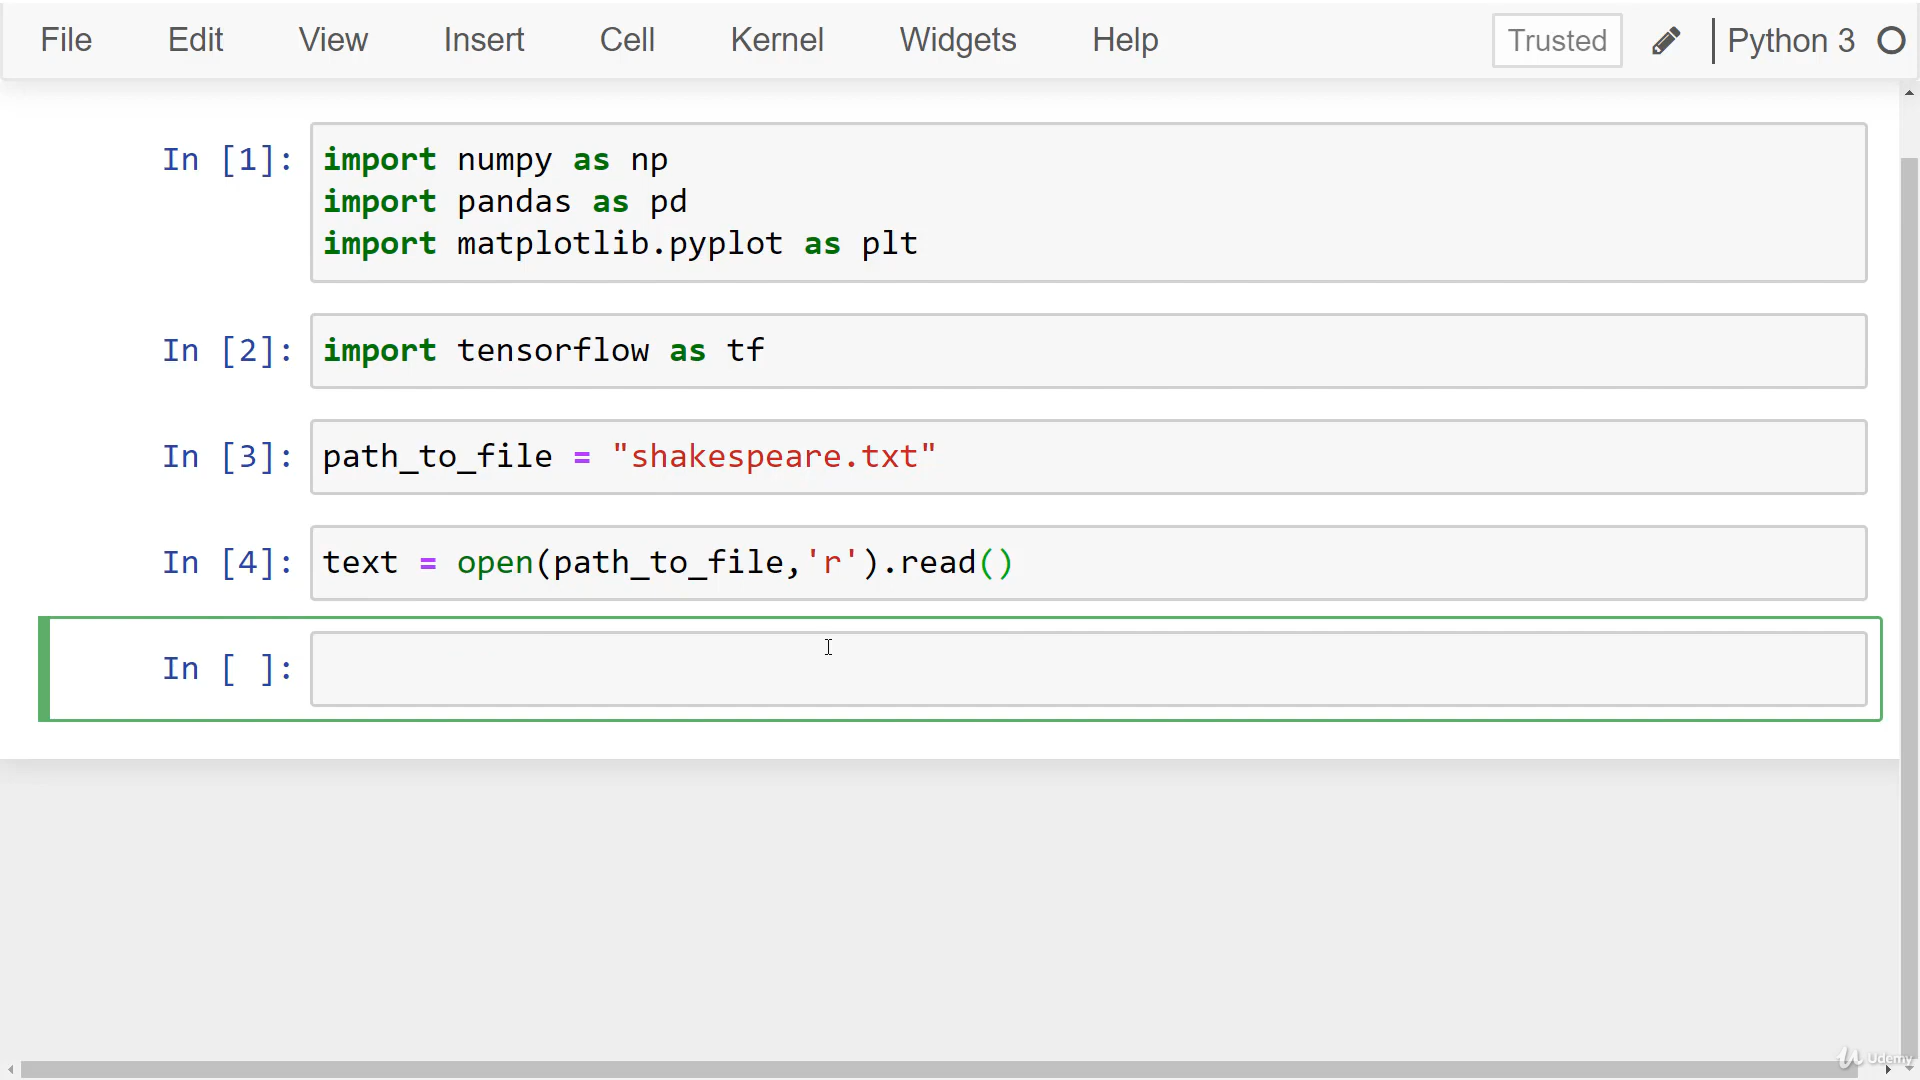 File Edit View Insert Cell Kernel Widgets Help Trusted Python 3
In [1]: import numpy as np
import pandas as pd
import matplotlib.pyplot as plt
In [2]: import tensorflow as tf
In [3]: path_to_file = "shakespeare.txt"
In [4]: text = open(path_to_file,'r').read()
In [ ]:
Udemy